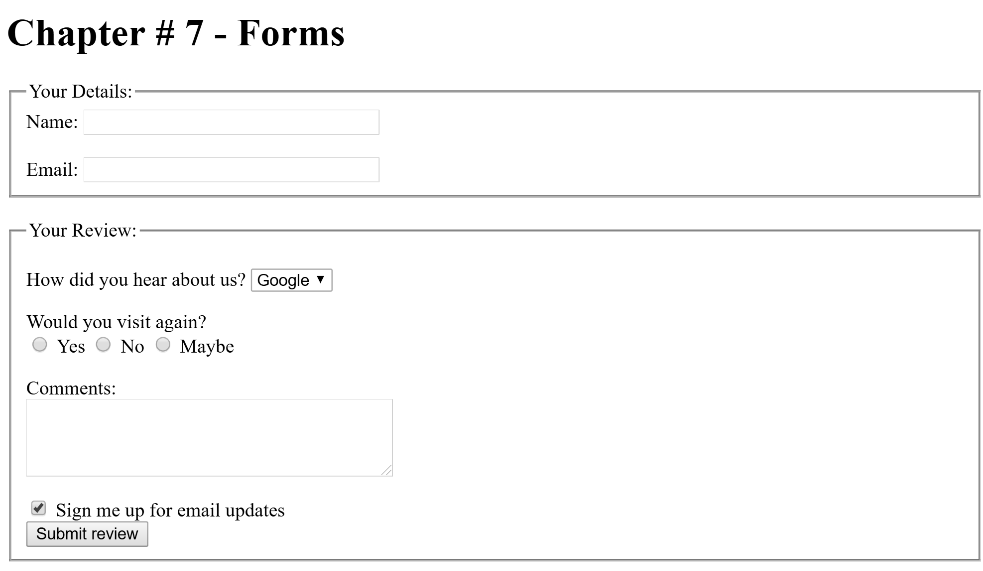 Chapter # 7 - Forms
Your Details:
Name:
Email:
Your Review:
How did you hear about us? Google
Would you visit again?
Yes No Maybe
Comments:
Sign me up for email updates
Submit review